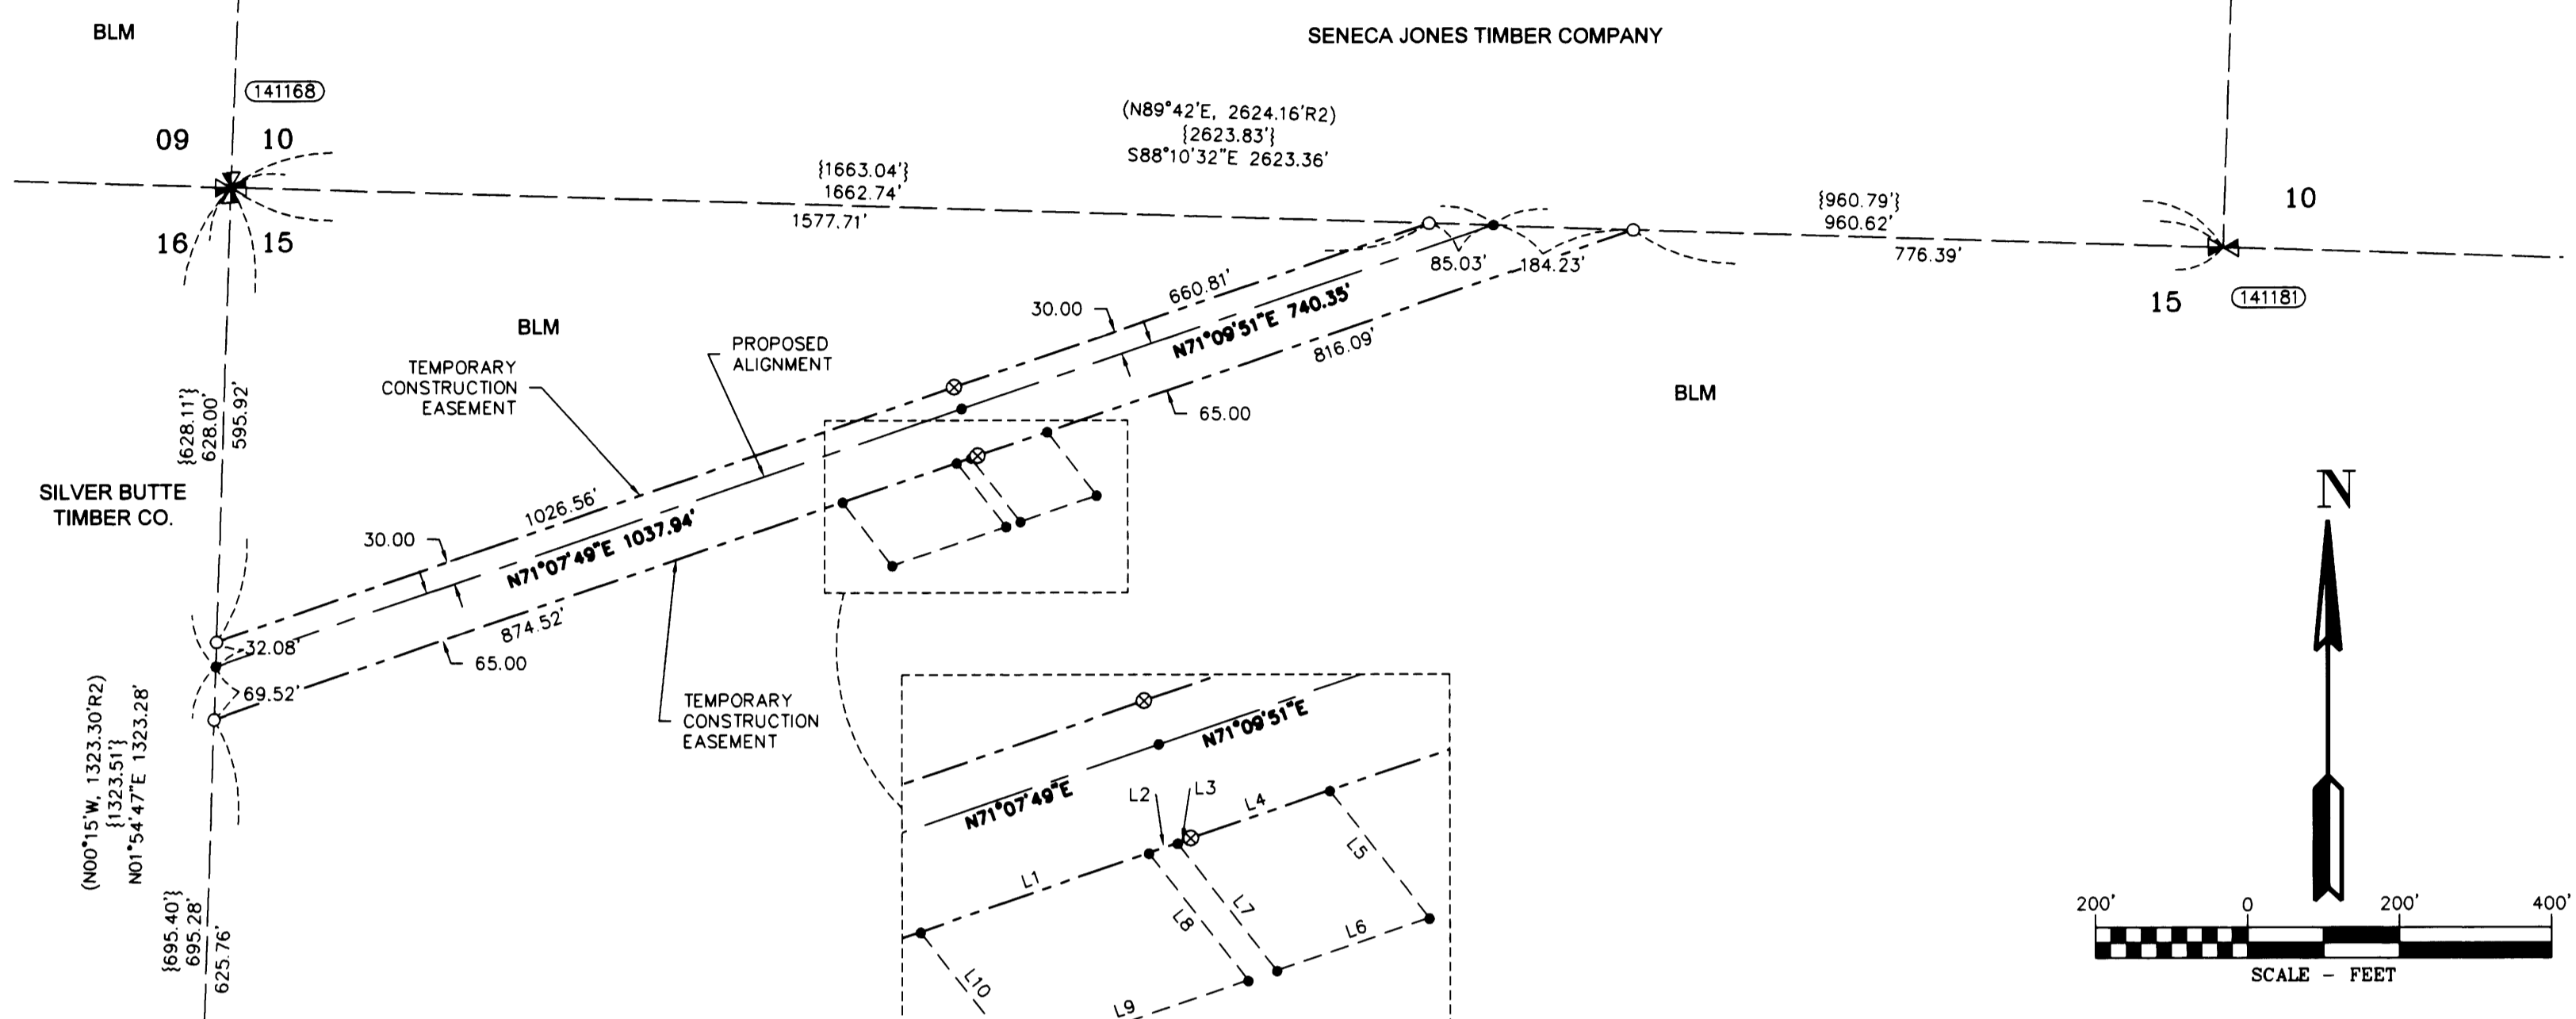 BLM
SENECA JONES TIMBER COMPANY
141168
09
10
16
15
(N89°42'E, 2624.16'R2)
{2623.83'}
S88°10'32"E 2623.36'
{1663.04'}
1662.74'
1577.71'
{960.79'}
960.62'
776.39'
10
15
141181
85.03'
184.23'
660.81'
30.00
N71°09'51"E 740.35'
816.09'
65.00
BLM
BLM
PROPOSED
ALIGNMENT
TEMPORARY
CONSTRUCTION
EASEMENT
{628.11'}
628.00'
595.92'
SILVER BUTTE
TIMBER CO.
1026.56'
30.00
N71°07'49"E 1037.94'
874.52'
65.00
32.08'
69.52'
TEMPORARY
CONSTRUCTION
EASEMENT
(N00°15'W, 1323.30'R2)
{1323.51'}
N01°54'47"E 1323.28'
{695.40'}
695.28'
625.76'
N71°09'51"E
N71°07'49"E
L2
L3
L4
L1
L5
L8
L7
L6
L10
L9
N
200'
0
200'
400'
SCALE - FEET